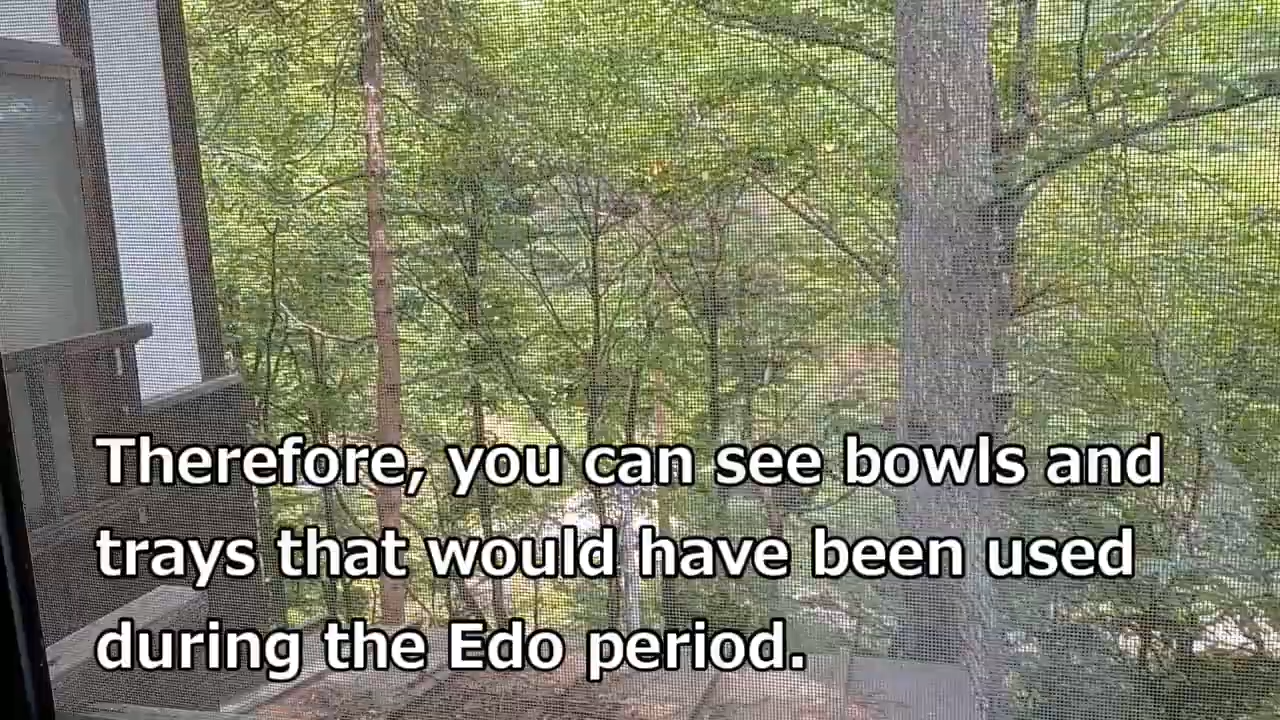 Therefore, you can see bowls and
trays that would have been used
during the Edo period.